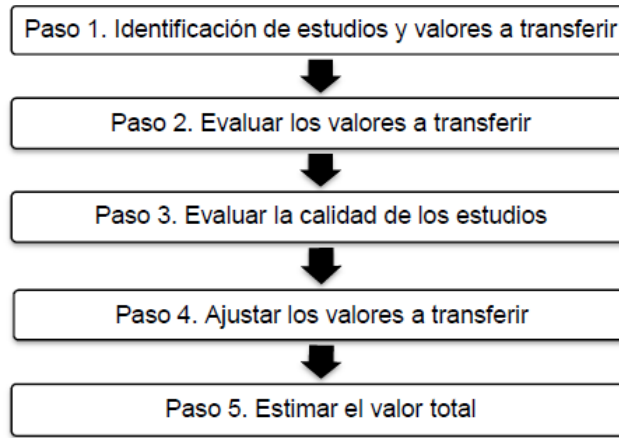 Paso 1. Identificación de estudios y valores a transferir
Paso 2. Evaluar los valores a transferir
Paso 3. Evaluar la calidad de los estudios
Paso 4. Ajustar los valores a transferir
Paso 5. Estimar el valor total